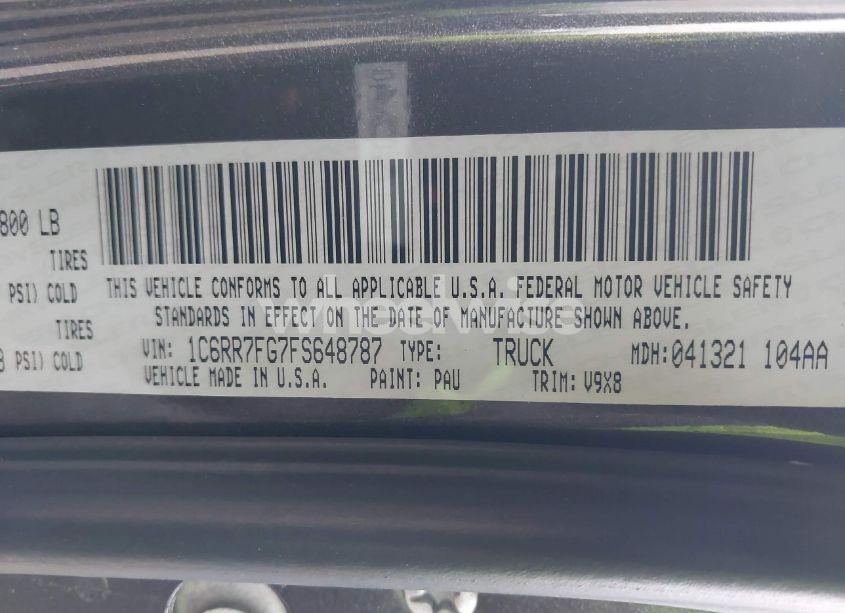 800 LB
TIRES
PSI) COLD
TIRES
PSI) COLD
THIS VEHICLE CONFORMS TO ALL APPLICABLE U.S.A. FEDERAL MOTOR VEHICLE SAFETY
STANDARDS IN EFFECT ON THE DATE OF MANUFACTURE SHOWN ABOVE.
VIN: 1C6RR7FG7FS648787 TYPE: TRUCK MDH:041321 104AA
VEHICLE MADE IN U.S.A. PAINT: PAU TRIM: V9X8